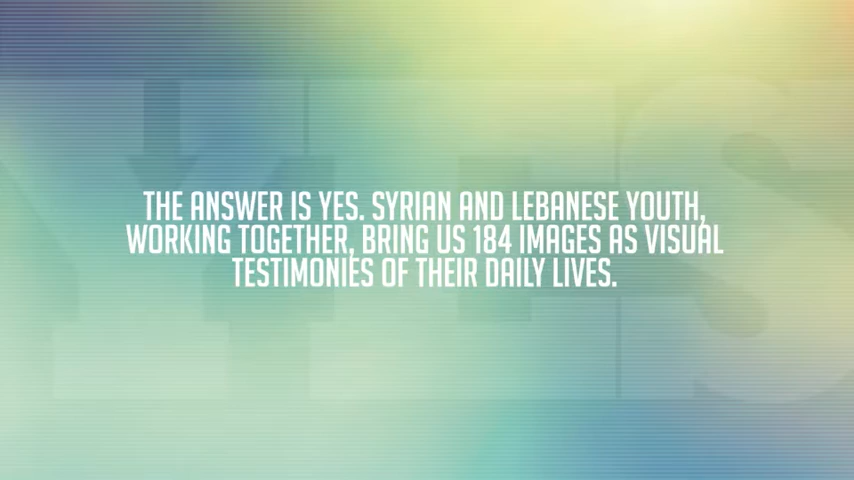 YES
THE ANSWER IS YES. SYRIAN AND LEBANESE YOUTH,
WORKING TOGETHER, BRING US 184 IMAGES AS VISUAL
TESTIMONIES OF THEIR DAILY LIVES.